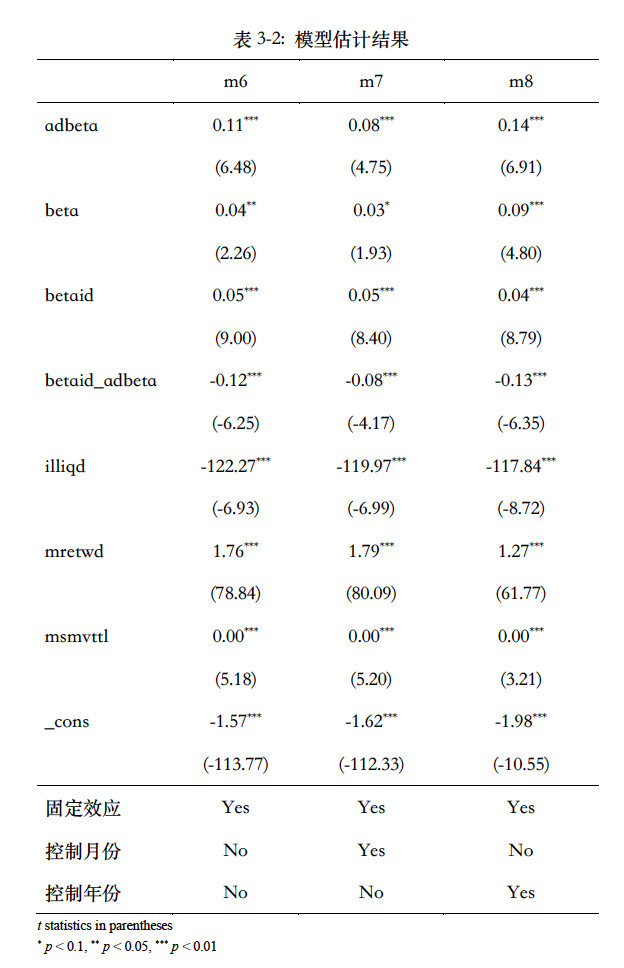 表 3-2: 模型估计结果
m6 m7 m8
adbeta 0.11*** 0.08*** 0.14***
(6.48) (4.75) (6.91)
beta 0.04** 0.03* 0.09***
(2.26) (1.93) (4.80)
betaid 0.05*** 0.05*** 0.04***
(9.00) (8.40) (8.79)
betaid_adbeta -0.12*** -0.08*** -0.13***
(-6.25) (-4.17) (-6.35)
illiqd -122.27*** -119.97*** -117.84***
(-6.93) (-6.99) (-8.72)
mretwd 1.76*** 1.79*** 1.27***
(78.84) (80.09) (61.77)
msmvttl 0.00*** 0.00*** 0.00***
(5.18) (5.20) (3.21)
_cons -1.57*** -1.62*** -1.98***
(-113.77) (-112.33) (-10.55)
固定效应 Yes Yes Yes
控制月份 No Yes No
控制年份 No No Yes
t statistics in parentheses
* p < 0.1, ** p < 0.05, *** p < 0.01